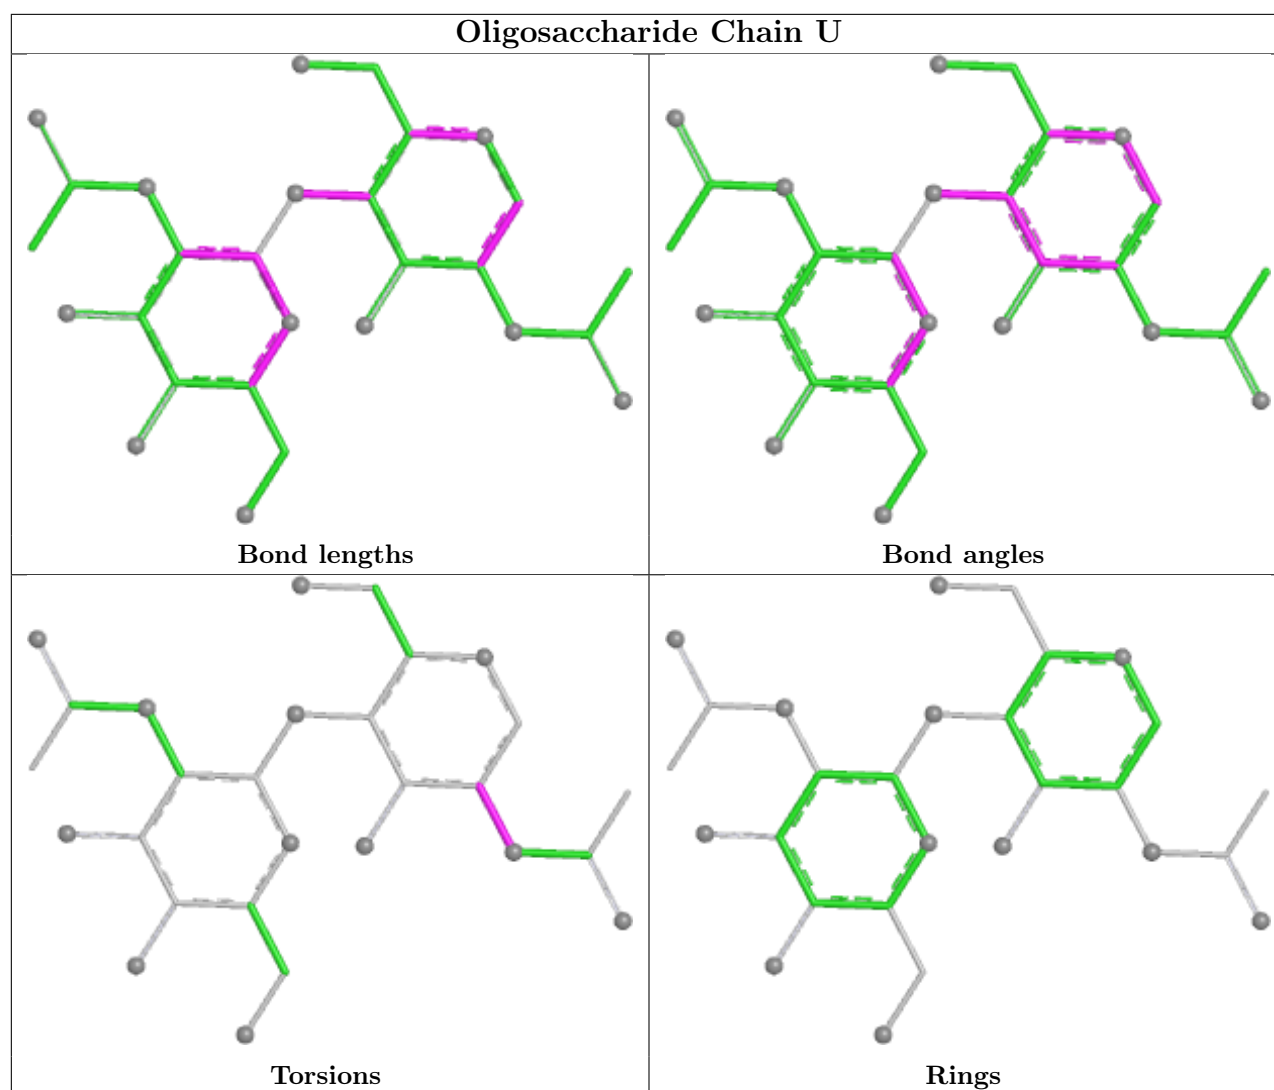 Oligosaccharide Chain U
Bond lengths
Bond angles
Torsions
Rings